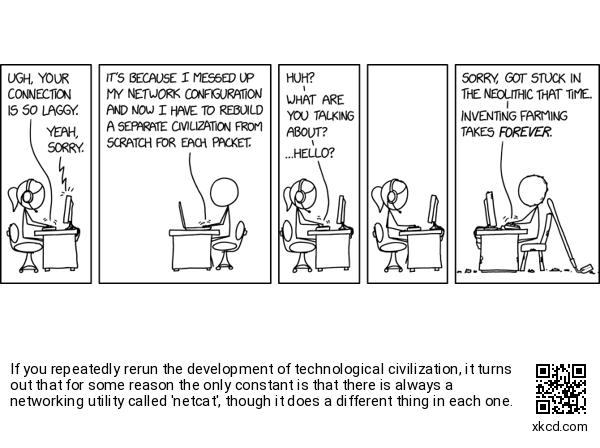 UGH, YOUR
CONNECTION
IS SO LAGGY.
YEAH,
SORRY.
IT'S BECAUSE I MESSED UP
MY NETWORK CONFIGURATION
AND NOW I HAVE TO REBUILD
A SEPARATE CIVILIZATION FROM
SCRATCH FOR EACH PACKET.
HUH?
WHAT ARE
YOU TALKING
ABOUT?
...HELLO?
SORRY, GOT STUCK IN
THE NEOLITHIC THAT TIME.
INVENTING FARMING
TAKES FOREVER.
If you repeatedly rerun the development of technological civilization, it turns
out that for some reason the only constant is that there is always a
networking utility called 'netcat', though it does a different thing in each one.
xkcd.com